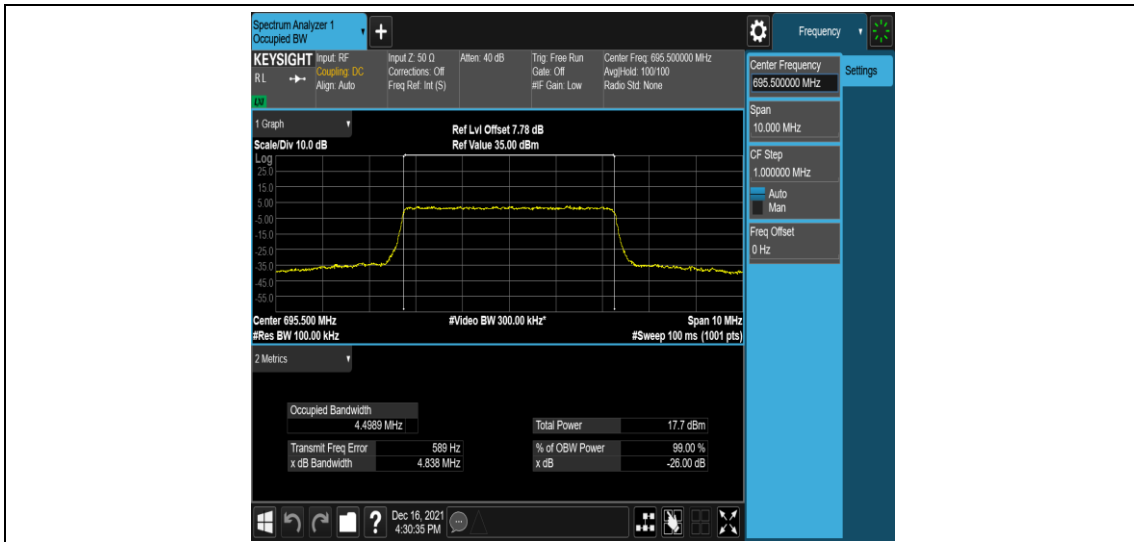 Spectrum Analyzer 1
Occupied BW
+
Frequency
KEYSIGHT
RL
LNI
Input: RF
Coupling: DC
Align: Auto
Input Z: 50 Ω
Corrections: Off
Freq Ref: Int (S)
Atten: 40 dB
Trig: Free Run
Gate: Off
#IF Gain: Low
Center Freq: 695.500000 MHz
Avg|Hold: 100/100
Radio Std: None
Center Frequency
695.500000 MHz
Settings
Span
10.000 MHz
CF Step
1.000000 MHz
Auto
Man
Freq Offset
0 Hz
1 Graph
Scale/Div 10.0 dB
Ref Lvl Offset 7.78 dB
Ref Value 35.00 dBm
Log
25.0
15.0
5.00
-5.00
-15.0
-25.0
-35.0
-45.0
-55.0
Center 695.500 MHz
#Video BW 300.00 kHz*
Span 10 MHz
#Res BW 100.00 kHz
#Sweep 100 ms (1001 pts)
2 Metrics
Occupied Bandwidth
4.4989 MHz
Total Power 17.7 dBm
Transmit Freq Error 589 Hz
% of OBW Power 99.00 %
x dB Bandwidth 4.838 MHz
x dB -26.00 dB
?
Dec 16, 2021
4:30:35 PM